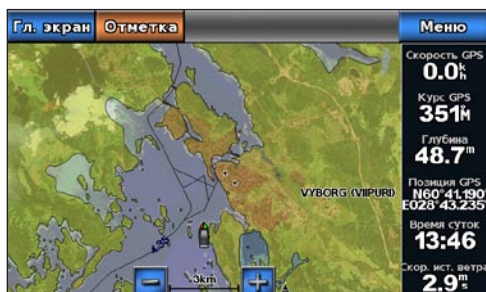 Гл. экран Отметка Меню
Скорость GPS
0.0 k h
Курс GPS
351° M
Глубина
48.7 m
VYBORG (VIIPURI)
Позиция GPS
N60°41.190'
E028°43.235'
Время суток
13:46
Скор. ист. ветра
2.9 m s
3km